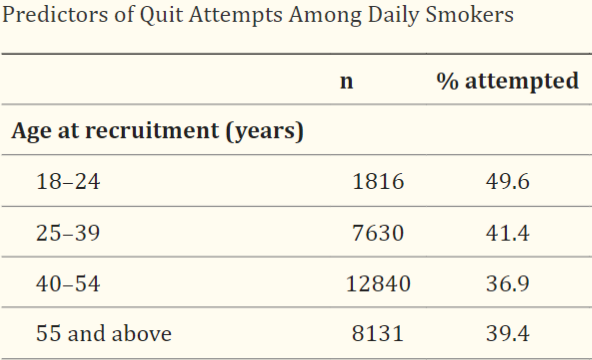 Predictors of Quit Attempts Among Daily Smokers
n % attempted
Age at recruitment (years)
18–24 1816 49.6
25–39 7630 41.4
40–54 12840 36.9
55 and above 8131 39.4